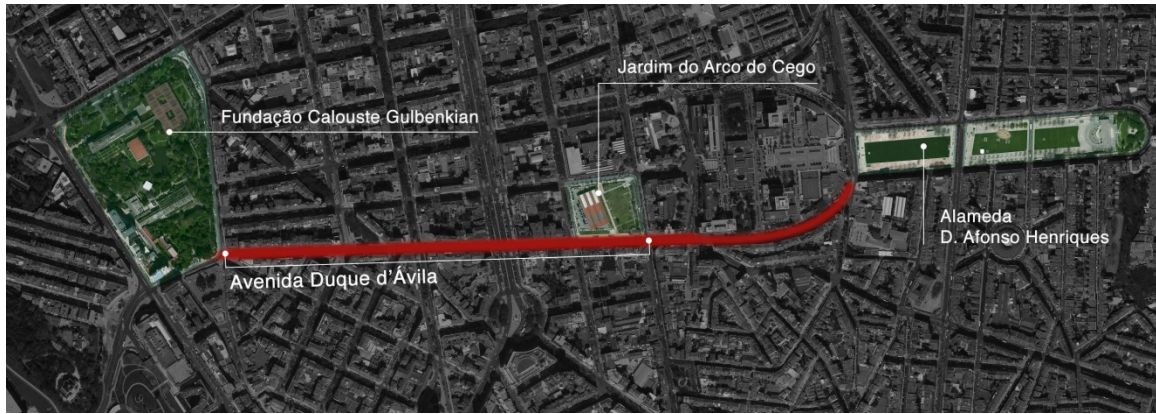 Jardim do Arco do Cego
Fundação Calouste Gulbenkian
Alameda
D. Afonso Henriques
Avenida Duque d'Ávila